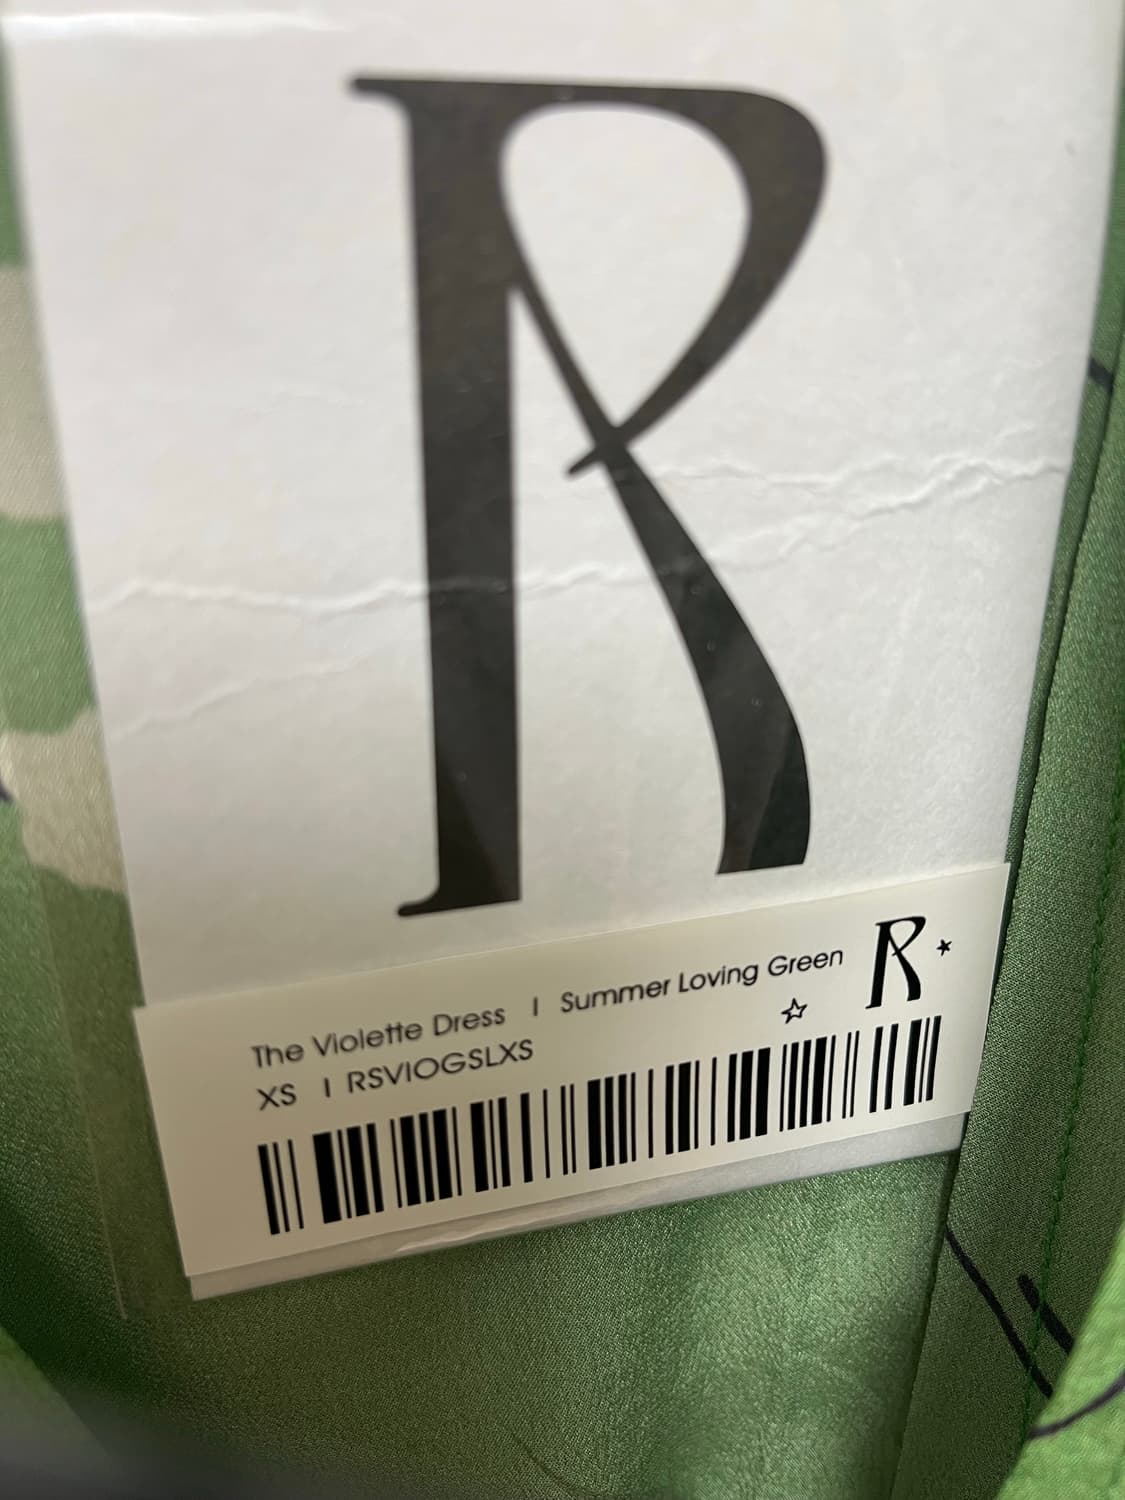 R
The Violette Dress | Summer Loving Green R
XS | RSVIOGSLXS